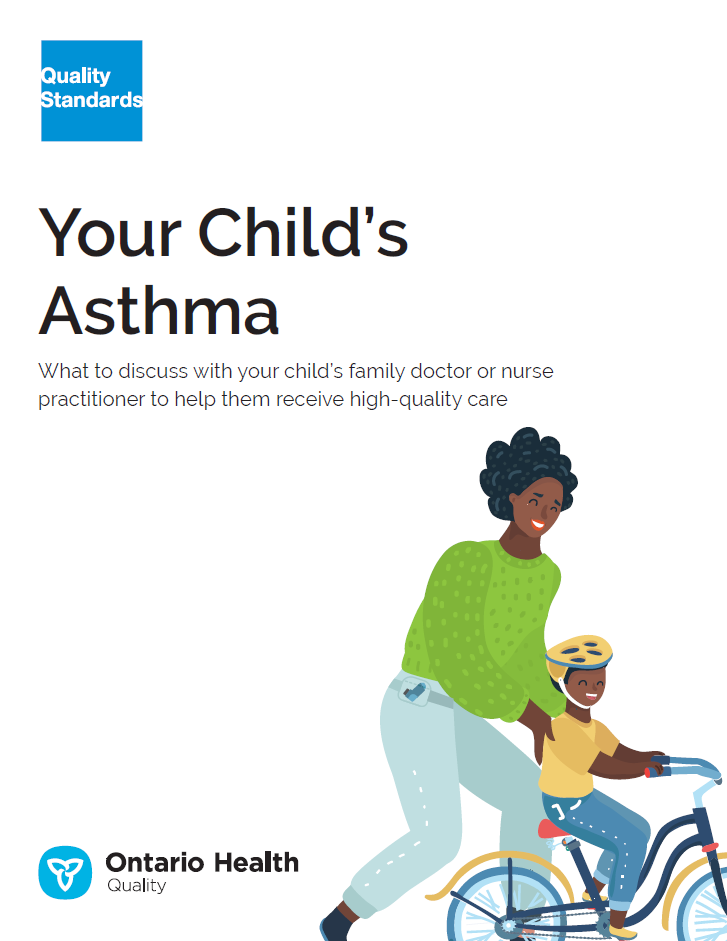 Quality
Standards
Your Child's
Asthma
What to discuss with your child's family doctor or nurse
practitioner to help them receive high-quality care
Ontario Health
Quality